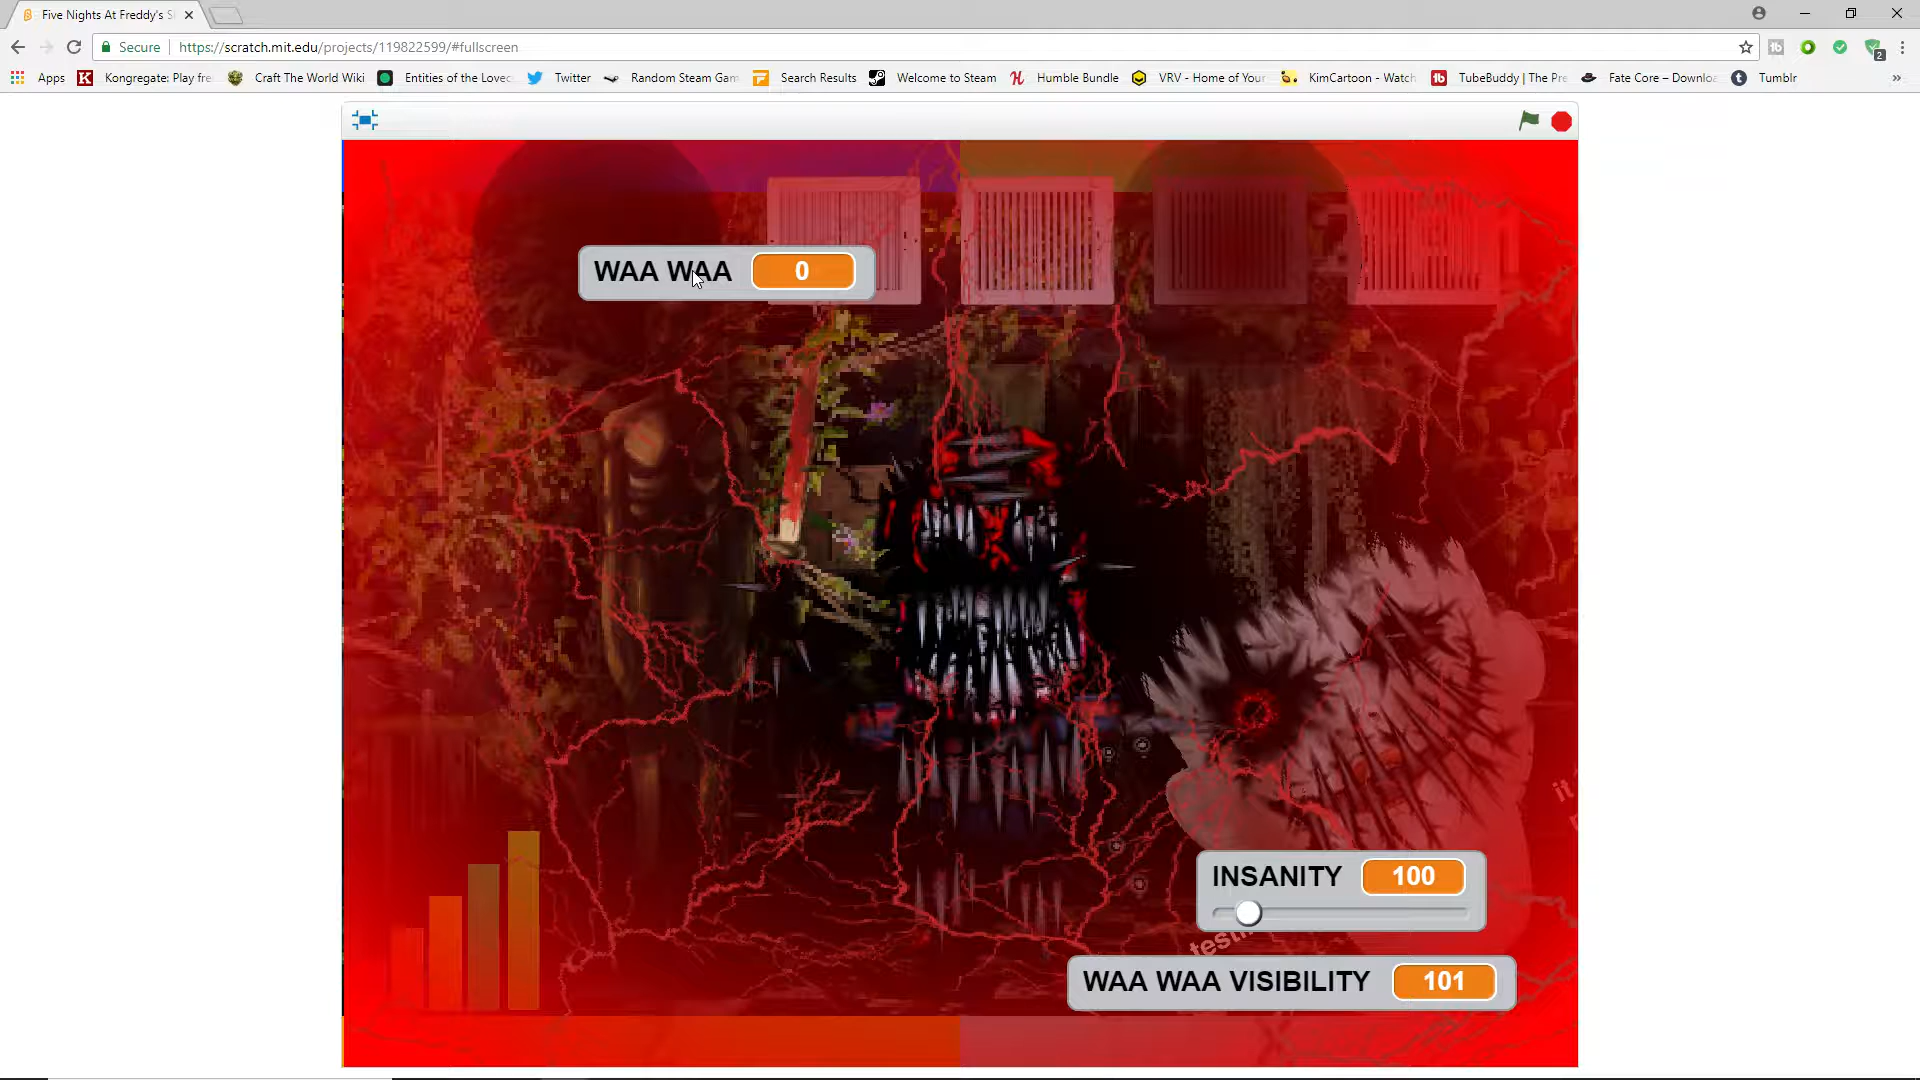 Five Nights At Freddy's S
Secure https://scratch.mit.edu/projects/119822599/#fullscreen
2
Apps Kongregate: Play fre Craft The World Wiki Entities of the Lovec Twitter Random Steam Gam Search Results Welcome to Steam Humble Bundle VRV - Home of Your KimCartoon - Watch TubeBuddy | The Pre Fate Core – Downlo Tumblr »
WAA WAA 0
it
INSANITY 100
WAA WAA VISIBILITY 101